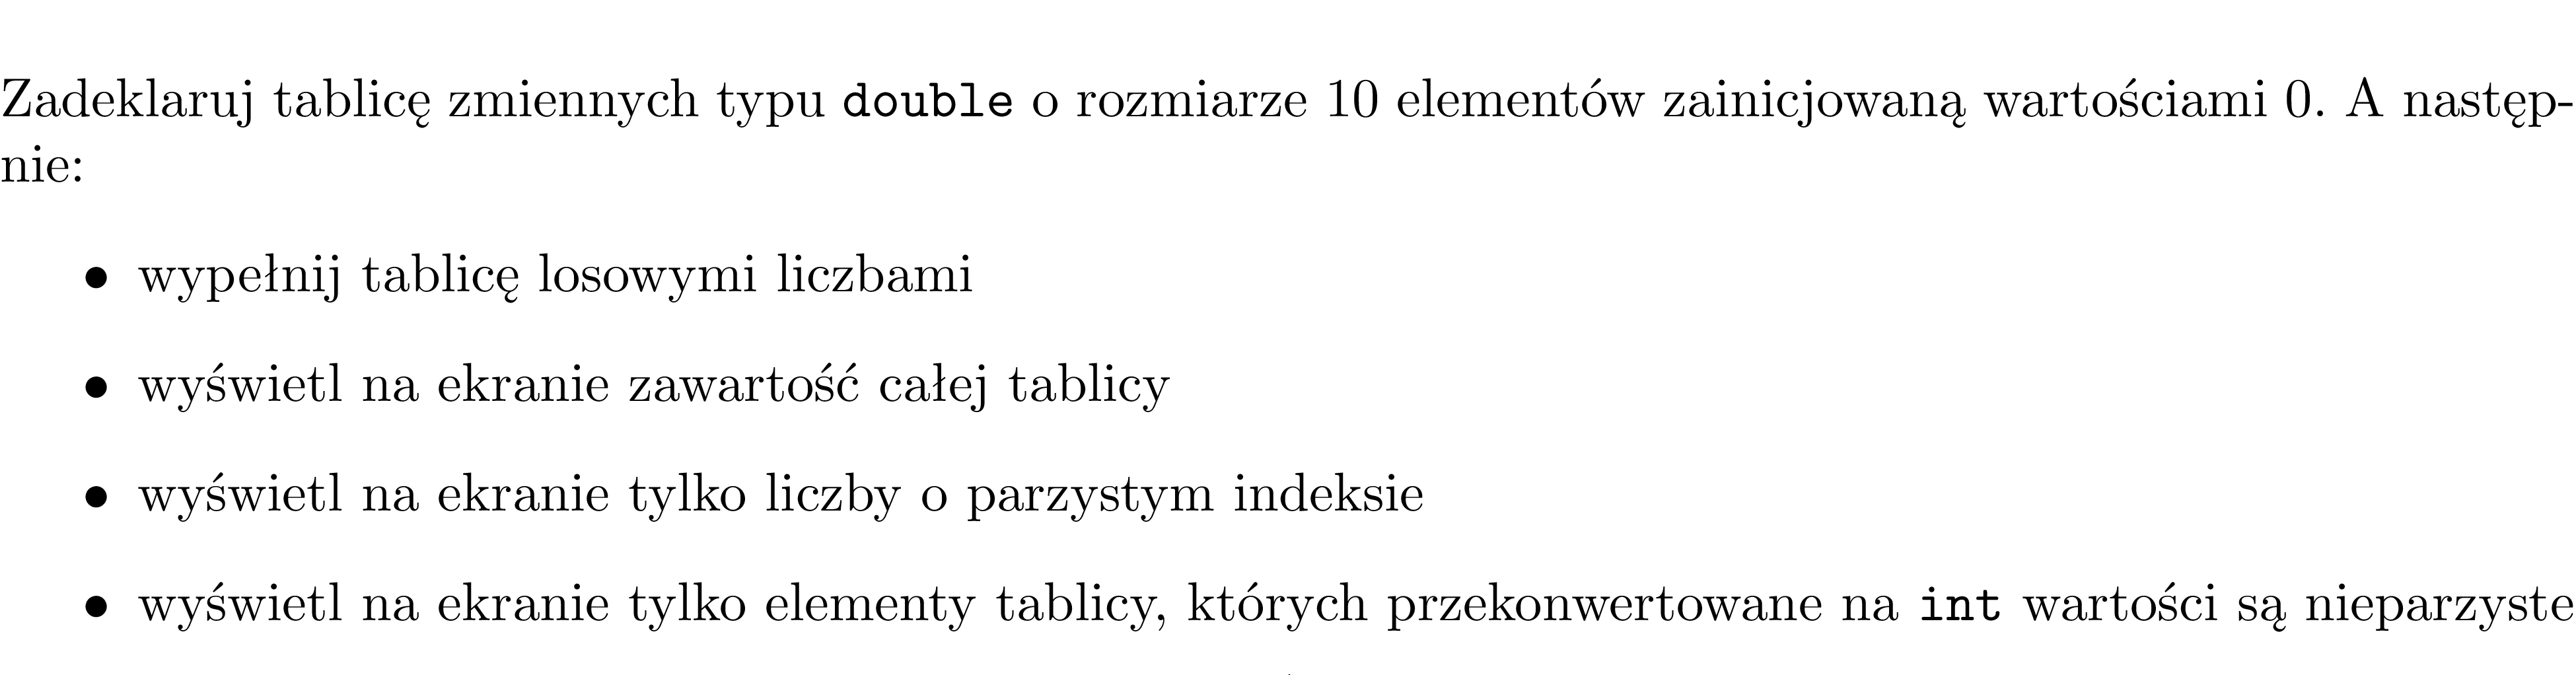 Zadeklaruj tablicę zmiennych typu double o rozmiarze 10 elementów zainicjowaną wartościami 0. A następ-
nie:
• wypełnij tablicę losowymi liczbami
• wyświetl na ekranie zawartość całej tablicy
• wyświetl na ekranie tylko liczby o parzystym indeksie
• wyświetl na ekranie tylko elementy tablicy, których przekonwertowane na int wartości są nieparzyste